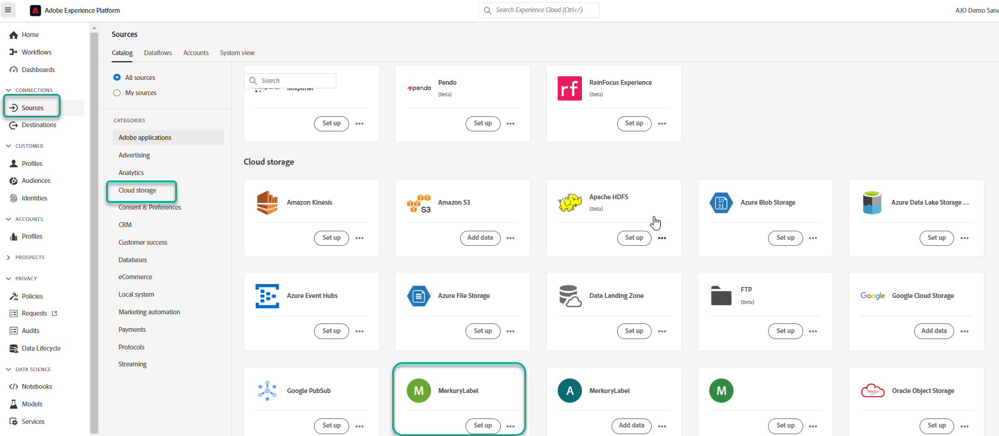 Adobe Experience Platform
Search Experience Cloud (Ctrl+/)
AJO Demo Sand
Home
Workflows
Dashboards
CONNECTIONS
Sources
Destinations
CUSTOMER
Profiles
Audiences
Identities
ACCOUNTS
Profiles
PROSPECTS
PRIVACY
Policies
Requests
Audits
Data Lifecycle
DATA SCIENCE
Notebooks
Models
Services
Sources
Catalog Dataflows Accounts System view
All sources
My sources
CATEGORIES
Adobe applications
Advertising
Analytics
Cloud storage
Consent & Preferences
CRM
Customer success
Databases
eCommerce
Local system
Marketing automation
Payments
Protocols
Streaming
Search
Mixpanel
Set up
pendo
Pendo
(Beta)
Set up
rf
RainFocus Experience
(Beta)
Set up
Cloud storage
Amazon Kinesis
Set up
S3
Amazon S3
Add data
Apache HDFS
(Beta)
Set up
10
01
Azure Blob Storage
Set up
Azure Data Lake Storage ...
Set up
Azure Event Hubs
Set up
Azure File Storage
Set up
Data Landing Zone
Set up
FTP
(Beta)
Set up
Google
Google Cloud Storage
Add data
Google PubSub
Set up
M
MerkuryLabel
Set up
A
MerkuryLabel
Add data
M
Set up
Oracle Object Storage
Set up